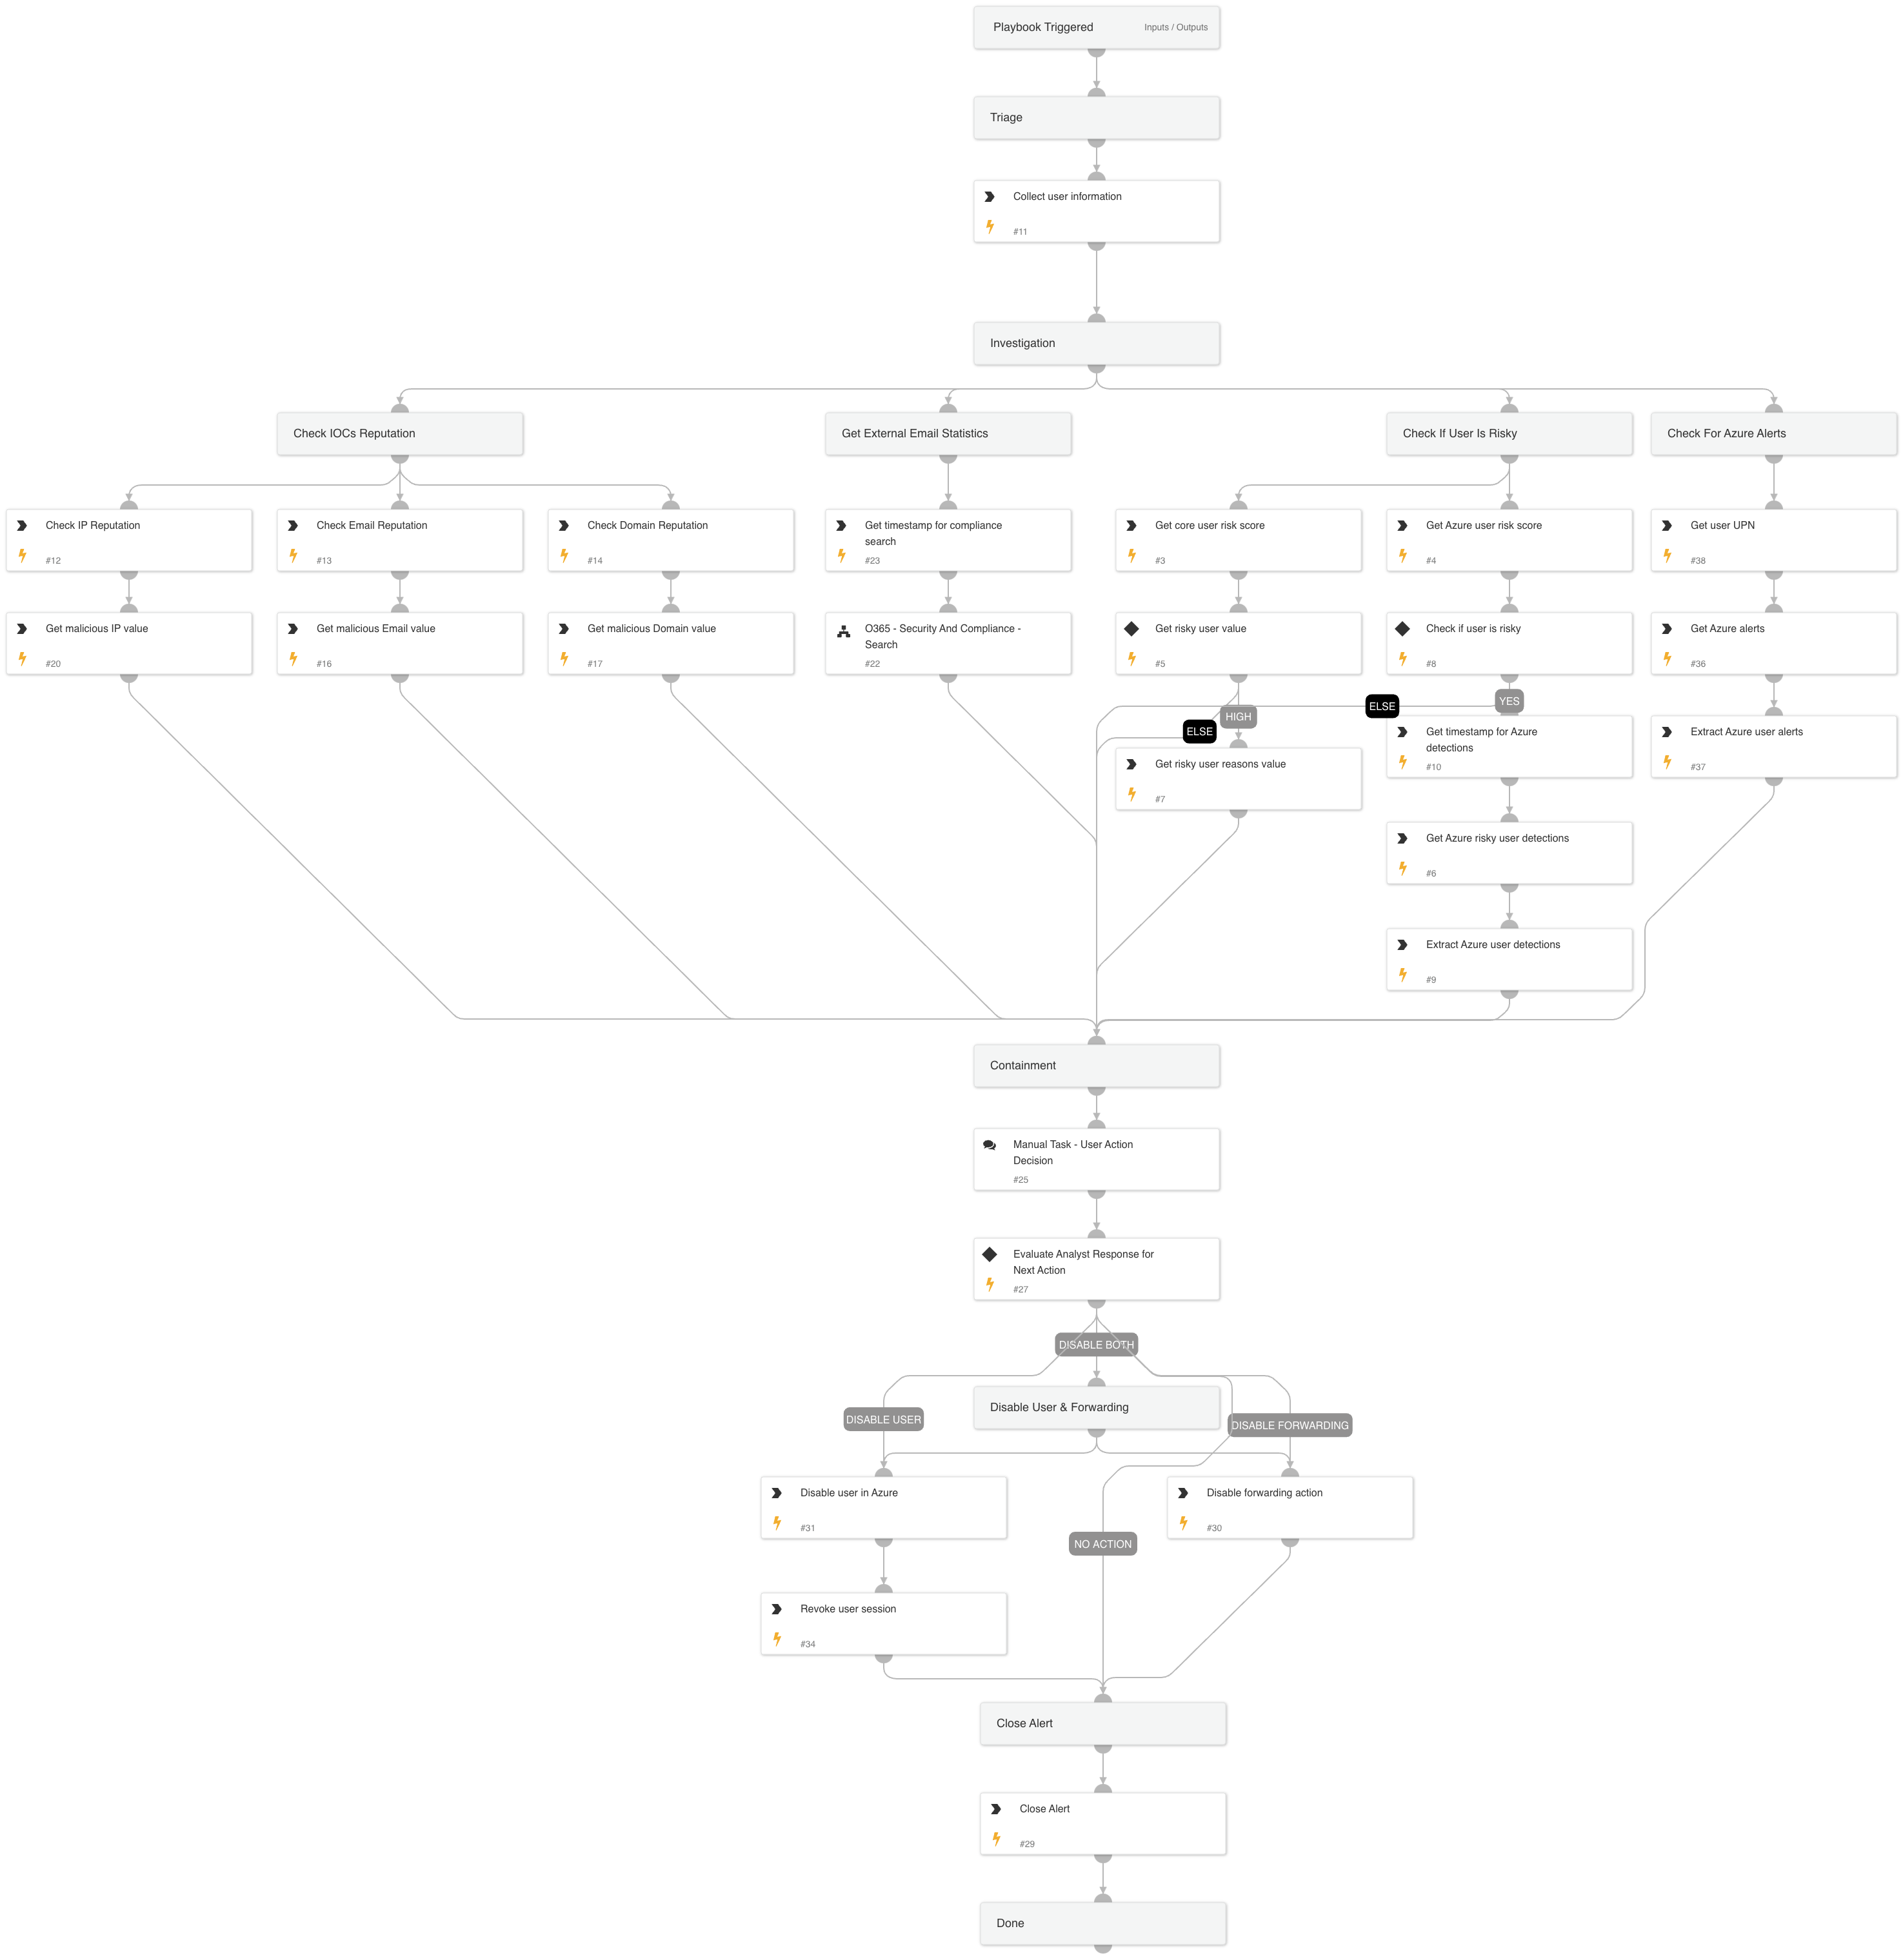 Playbook Triggered
Inputs / Outputs
Triage
Collect user information
#11
Investigation
Check IOCs Reputation
Get External Email Statistics
Check If User Is Risky
Check For Azure Alerts
Check IP Reputation
#12
Check Email Reputation
#13
Check Domain Reputation
#14
Get timestamp for compliance
search
#23
Get core user risk score
#3
Get Azure user risk score
#4
Get user UPN
#38
Get malicious IP value
#20
Get malicious Email value
#16
Get malicious Domain value
#17
O365 - Security And Compliance -
Search
#22
Get risky user value
#5
Check if user is risky
#8
Get Azure alerts
#36
YES
ELSE
HIGH
ELSE
Get risky user reasons value
#7
Get timestamp for Azure
detections
#10
Extract Azure user alerts
#37
Get Azure risky user detections
#6
Extract Azure user detections
#9
Containment
Manual Task - User Action
Decision
#25
Evaluate Analyst Response for
Next Action
#27
DISABLE BOTH
Disable User & Forwarding
DISABLE USER
DISABLE FORWARDING
Disable user in Azure
#31
Disable forwarding action
#30
NO ACTION
Revoke user session
#34
Close Alert
Close Alert
#29
Done